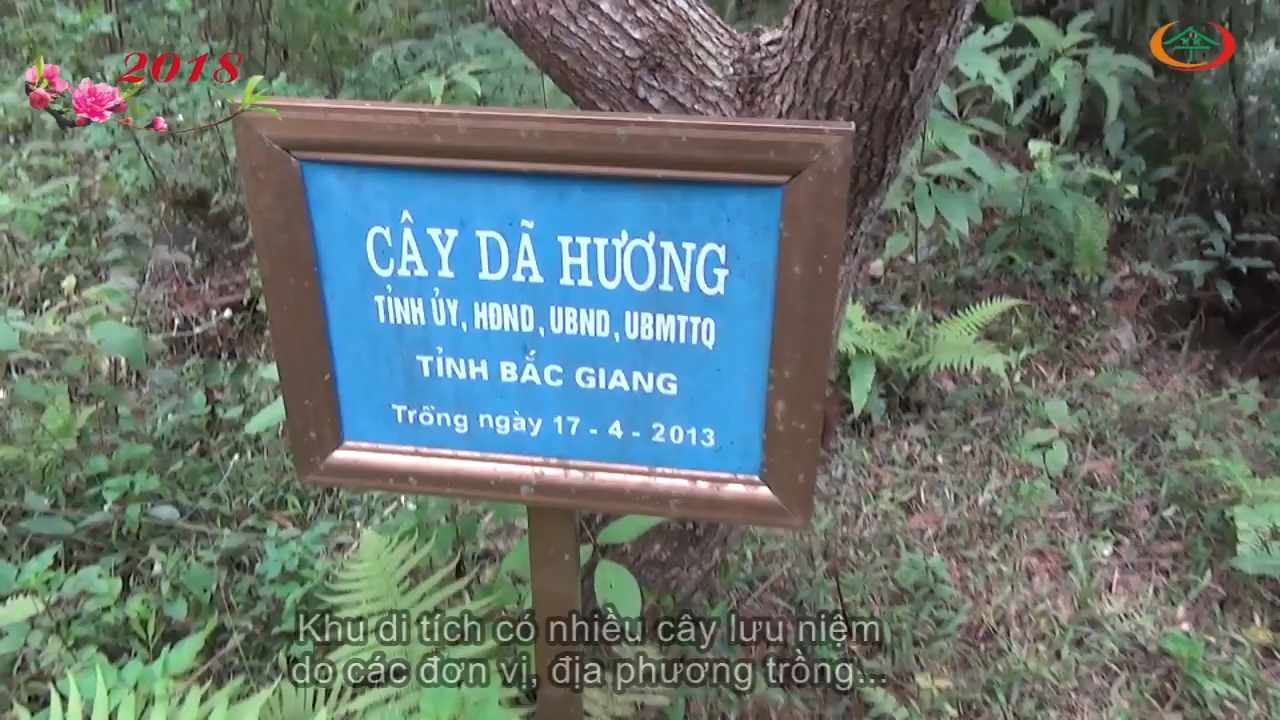 2018
CÂY DÃ HƯƠNG
TỈNH ỦY, HĐND, UBND, UBMTTQ
TỈNH BẮC GIANG
Trồng ngày 17 - 4 - 2013
Khu di tích có nhiều cây lưu niệm
do các đơn vị, địa phương trồng...